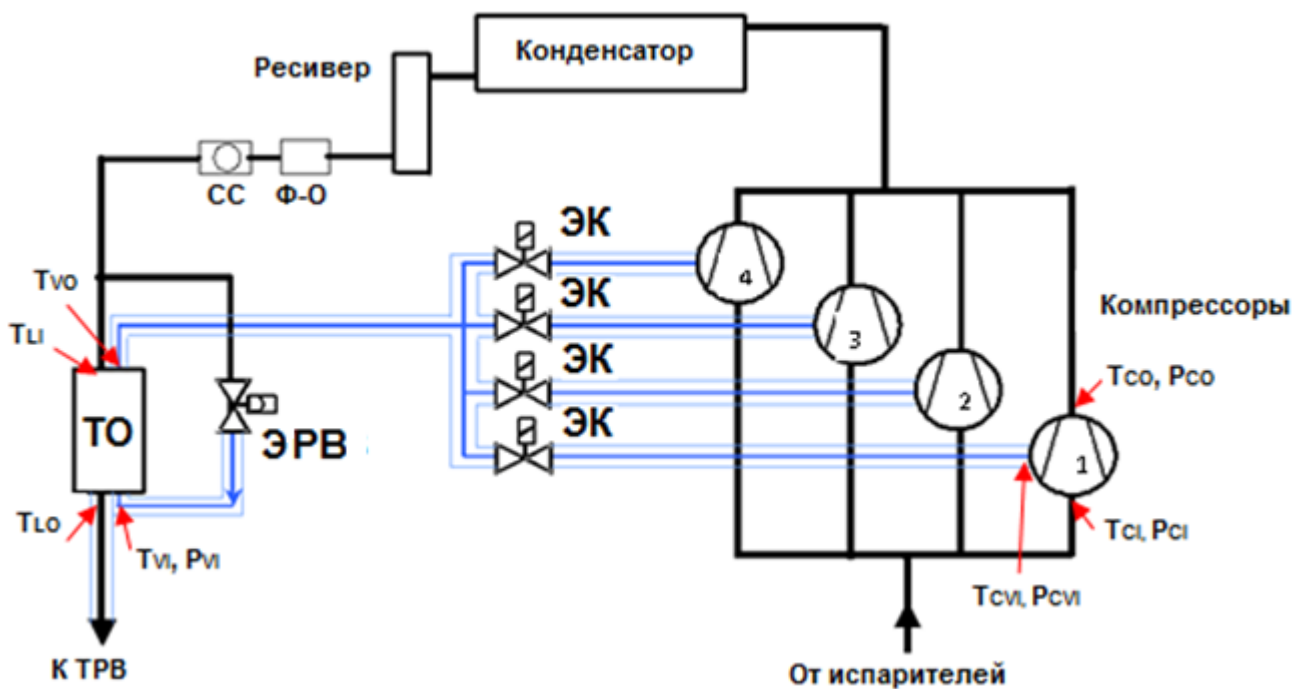 Конденсатор
Ресивер
СС
Ф-О
ЭК
4
TVO
ЭК
3
Компрессоры
TLI
ЭК
2
TCO, PCO
ТО
ЭРВ
ЭК
1
TLO
TVI, PVI
TCI, PCI
TCVI, PCVI
К ТРВ
От испарителей